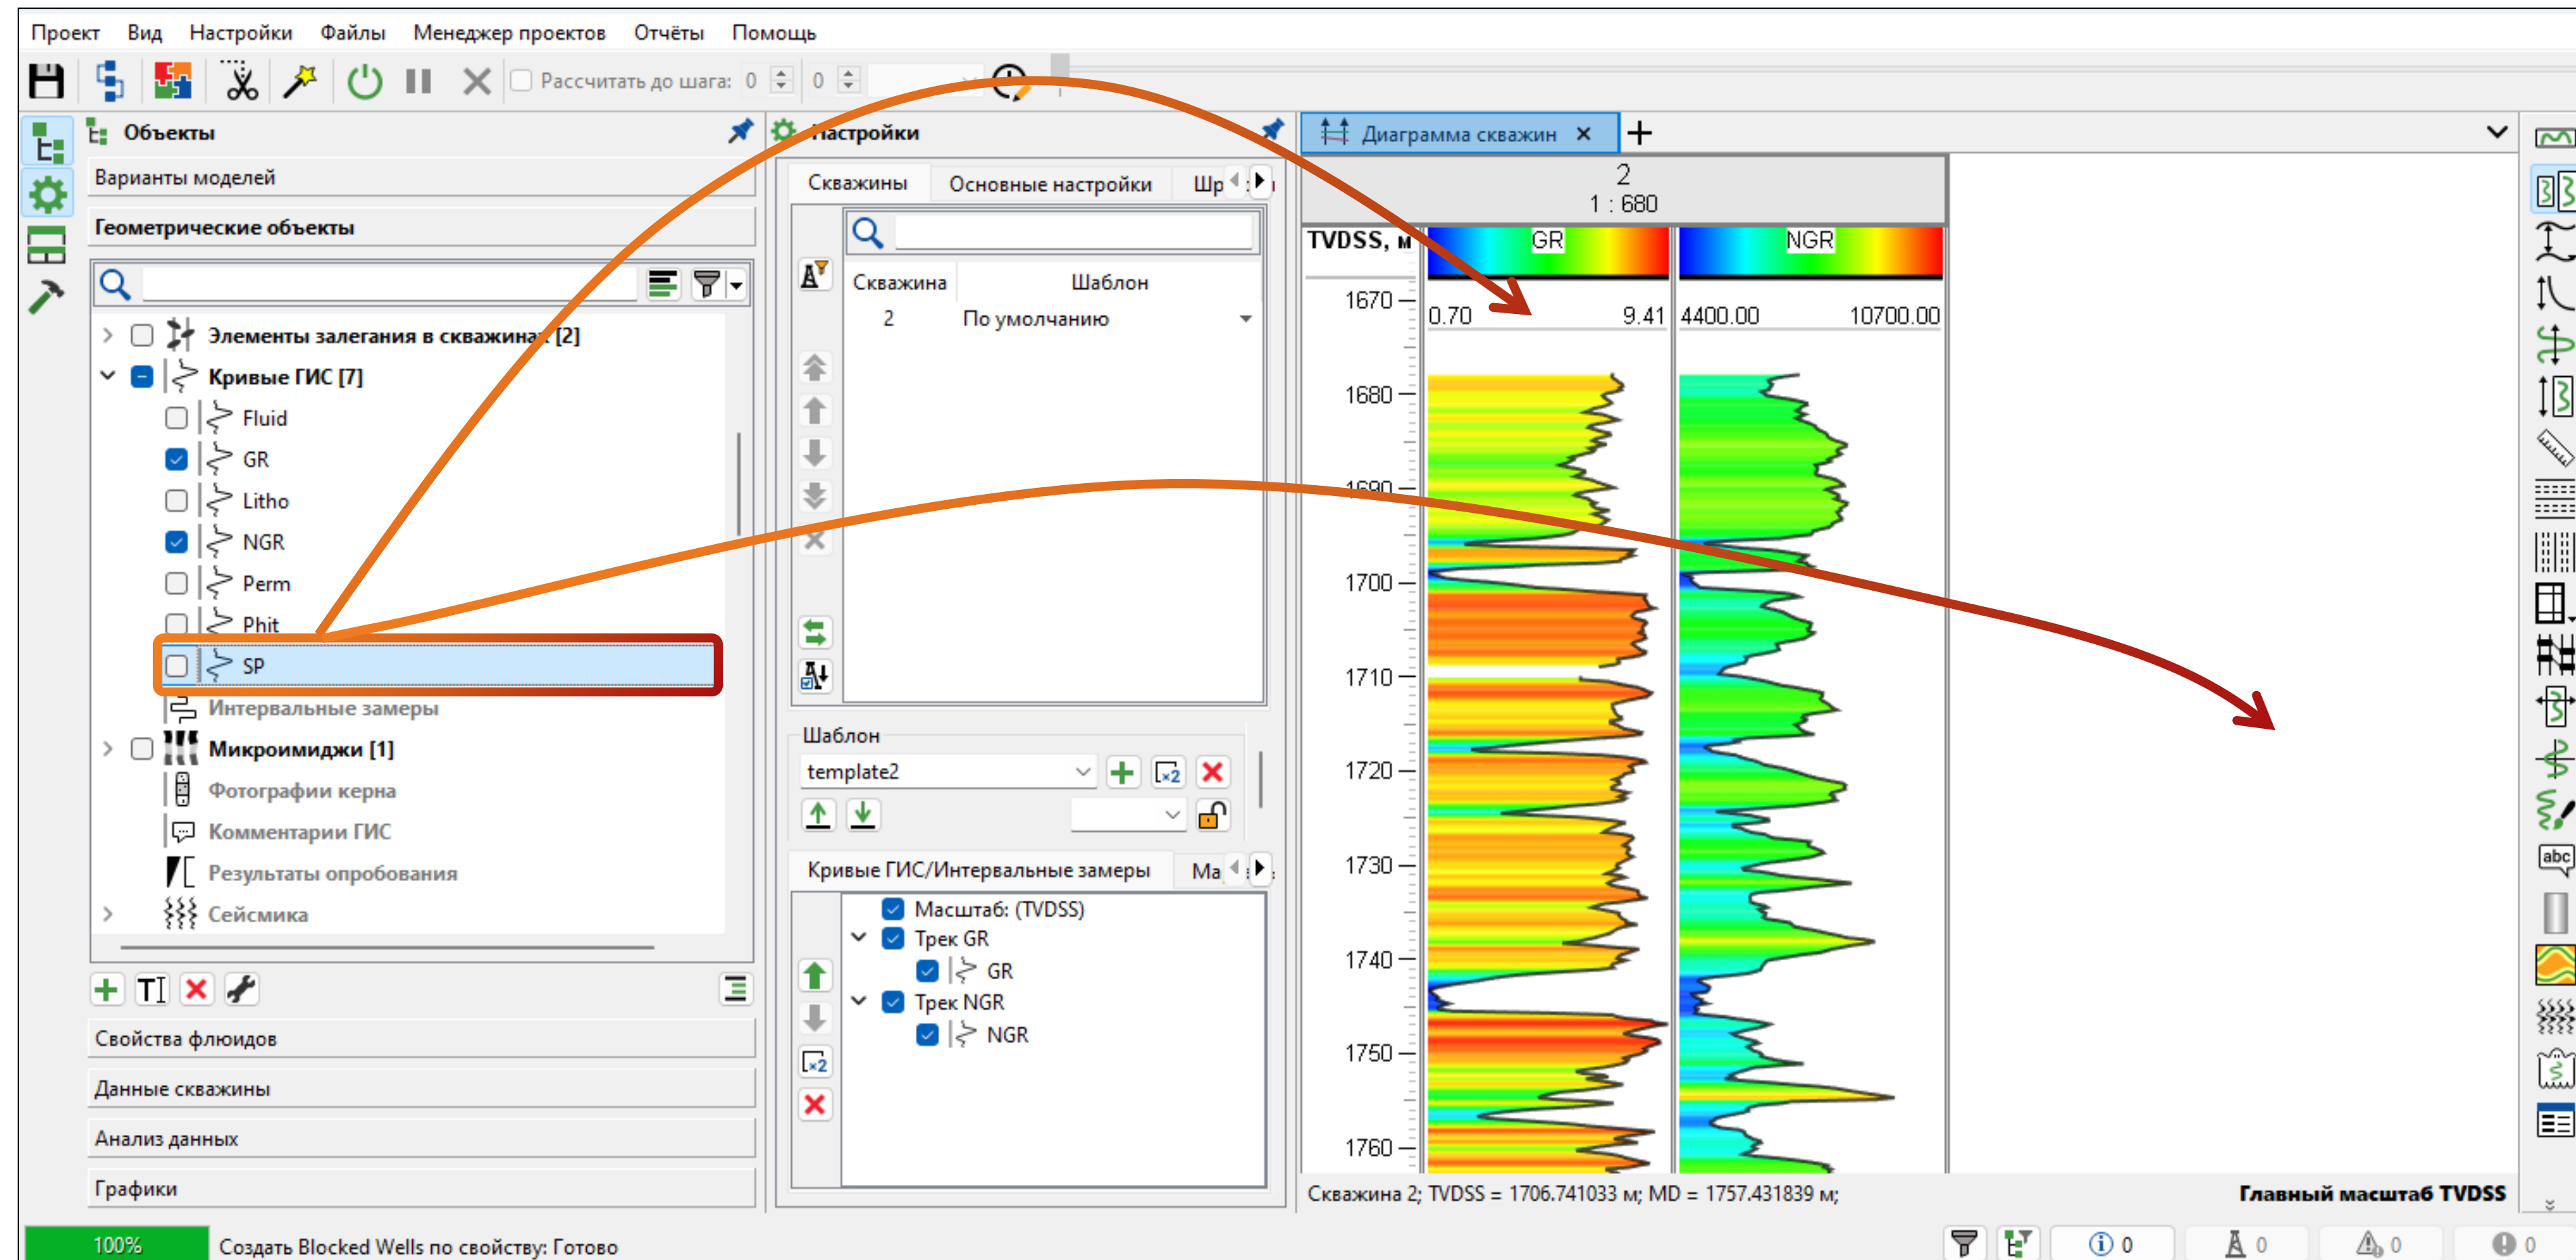 Проект Вид Настройки Файлы Менеджер проектов Отчёты Помощь
Рассчитать до шага: 0 0
Объекты
Варианты моделей
Геометрические объекты
Элементы залегания в скважинах [2]
Кривые ГИС [7]
Fluid
GR
Litho
NGR
Perm
Phit
SP
Интервальные замеры
Микроимиджи [1]
Фотографии керна
Комментарии ГИС
Результаты опробования
Сейсмика
Свойства флюидов
Данные скважины
Анализ данных
Графики
Настройки
Скважины Основные настройки
Скважина Шаблон
2 По умолчанию
Шаблон
template2
Кривые ГИС/Интервальные замеры
Масштаб: (TVDSS)
Трек GR
GR
Трек NGR
NGR
Диаграмма скважин
2
1 : 680
TVDSS, м GR NGR
0.70 9.41 4400.00 10700.00
1670
1680
1690
1700
1710
1720
1730
1740
1750
1760
abc
Скважина 2; TVDSS = 1706.741033 м; MD = 1757.431839 м;
Главный масштаб TVDSS
100% Создать Blocked Wells по свойству: Готово
0 0 0 0